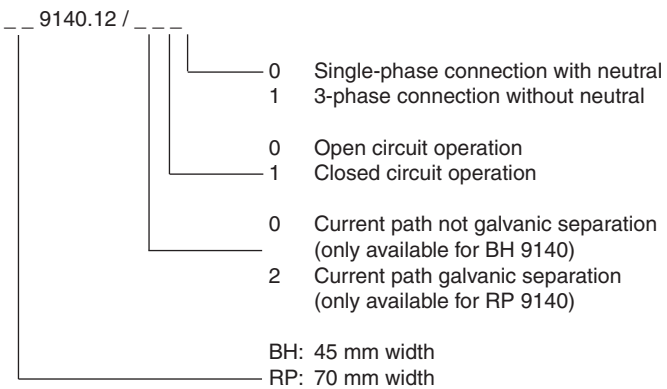 _ _ 9140.12 / _ _ _
0 Single-phase connection with neutral
1 3-phase connection without neutral
0 Open circuit operation
1 Closed circuit operation
0 Current path not galvanic separation
(only available for BH 9140)
2 Current path galvanic separation
(only available for RP 9140)
BH: 45 mm width
RP: 70 mm width